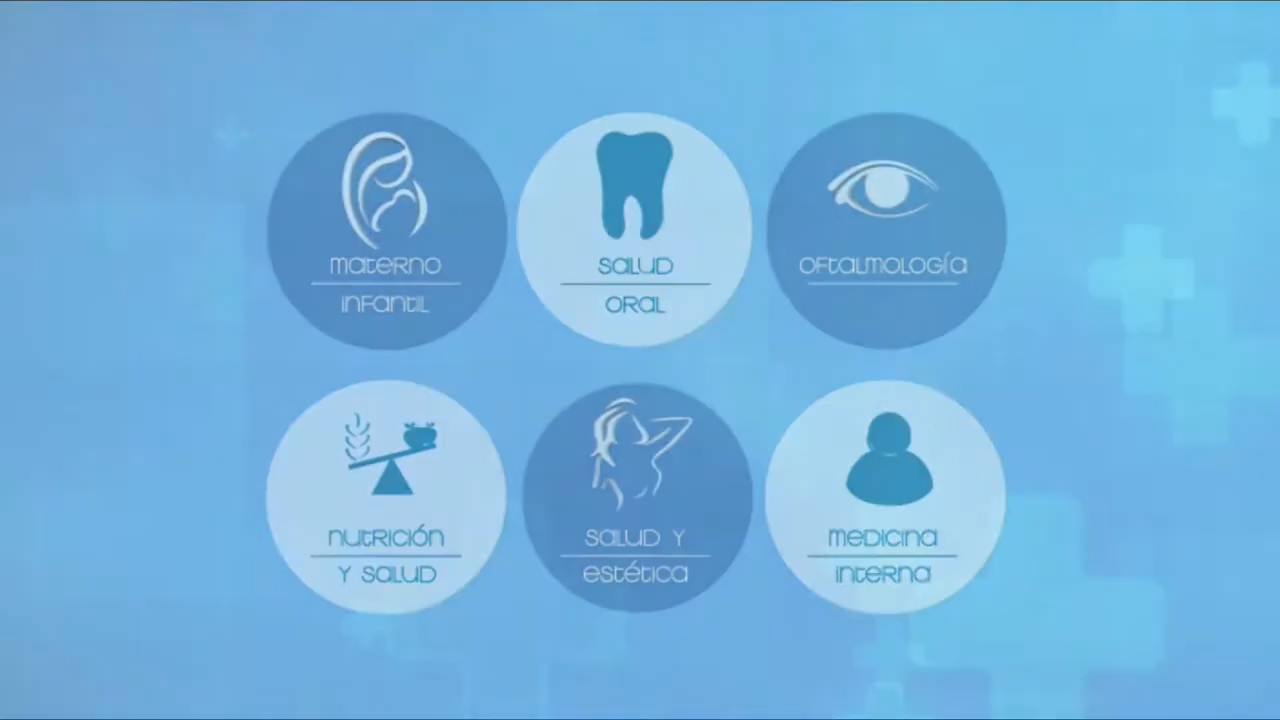 materno
infantil
salud
oral
oftalmología
nutrición
y salud
salud y
estética
medicina
interna